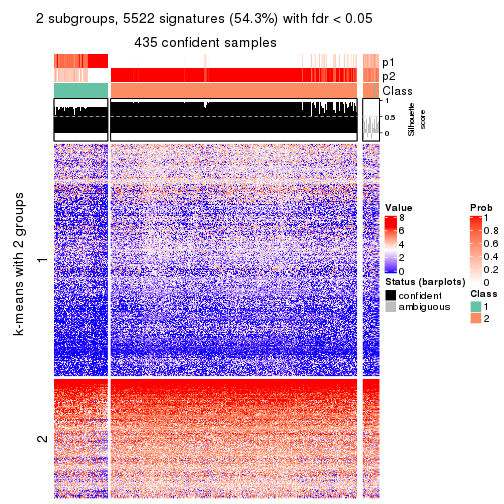 2 subgroups, 5522 signatures (54.3%) with fdr < 0.05
435 confident samples
p1
p2
Class
1
0.5
0
Silhouette
score
k-means with 2 groups
1
2
Value
8
6
4
2
0
Prob
1
0.8
0.6
0.4
0.2
0
Status (barplots)
confident
ambiguous
Class
1
2